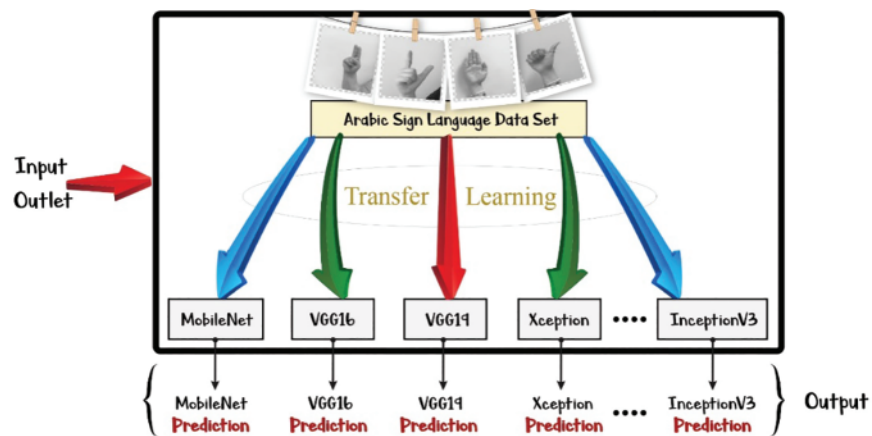 Arabic Sign Language Data Set
Input
Outlet
Transfer Learning
MobileNet
VGG16
VGG19
Xception
••••
InceptionV3
MobileNet
Prediction
VGG16
Prediction
VGG19
Prediction
Xception
Prediction
••••
InceptionV3
Prediction
Output